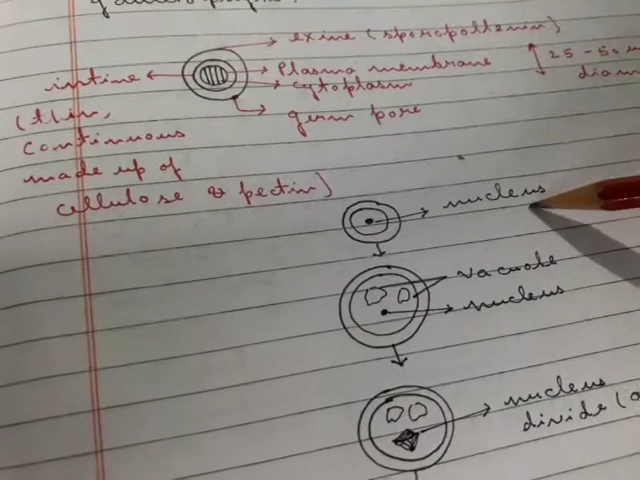 exine (sporopollenin)
25-50
intine
Plasma membrane
cytoplasm
(thin,
germ pore
continuous
made up of
cellulose & pectin)
nucleus
vacuole
nucleus
nucleus
divide (a